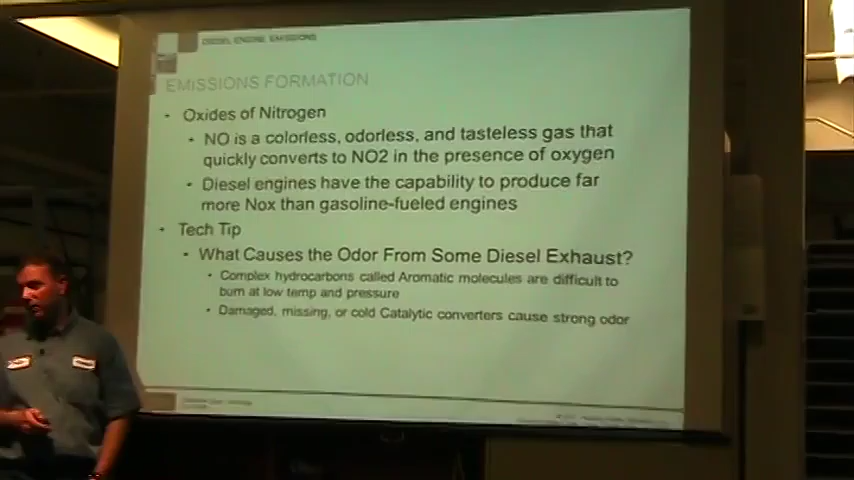 DIESEL ENGINE EMISSIONS
EMISSIONS FORMATION
• Oxides of Nitrogen
• NO is a colorless, odorless, and tasteless gas that
quickly converts to NO2 in the presence of oxygen
• Diesel engines have the capability to produce far
more Nox than gasoline-fueled engines
• Tech Tip
• What Causes the Odor From Some Diesel Exhaust?
• Complex hydrocarbons called Aromatic molecules are difficult to
burn at low temp and pressure
• Damaged, missing, or cold Catalytic converters cause strong odor